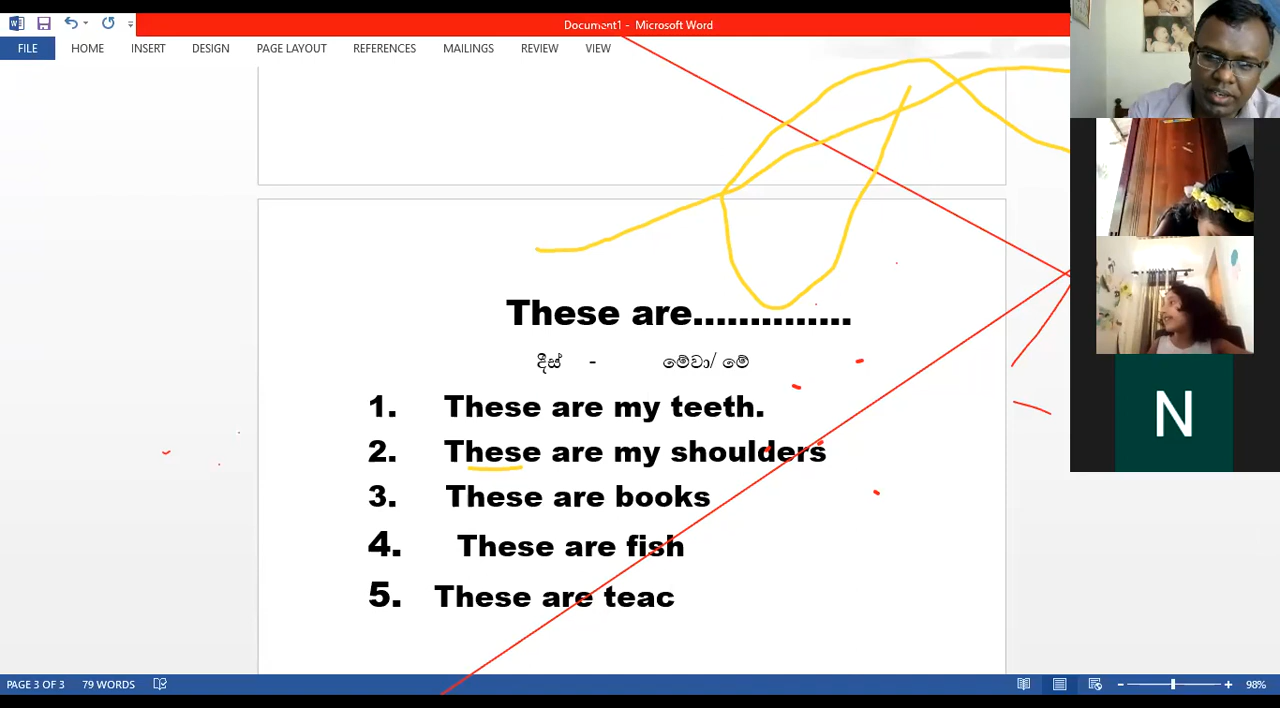 Document1 - Microsoft Word
FILE HOME INSERT DESIGN PAGE LAYOUT REFERENCES MAILINGS REVIEW VIEW
These are..............
දීස් - මේවා/ මේ
1. These are my teeth.
2. These are my shoulders
3. These are books
4. These are fish
5. These are teac
N
PAGE 3 OF 3 79 WORDS 98%